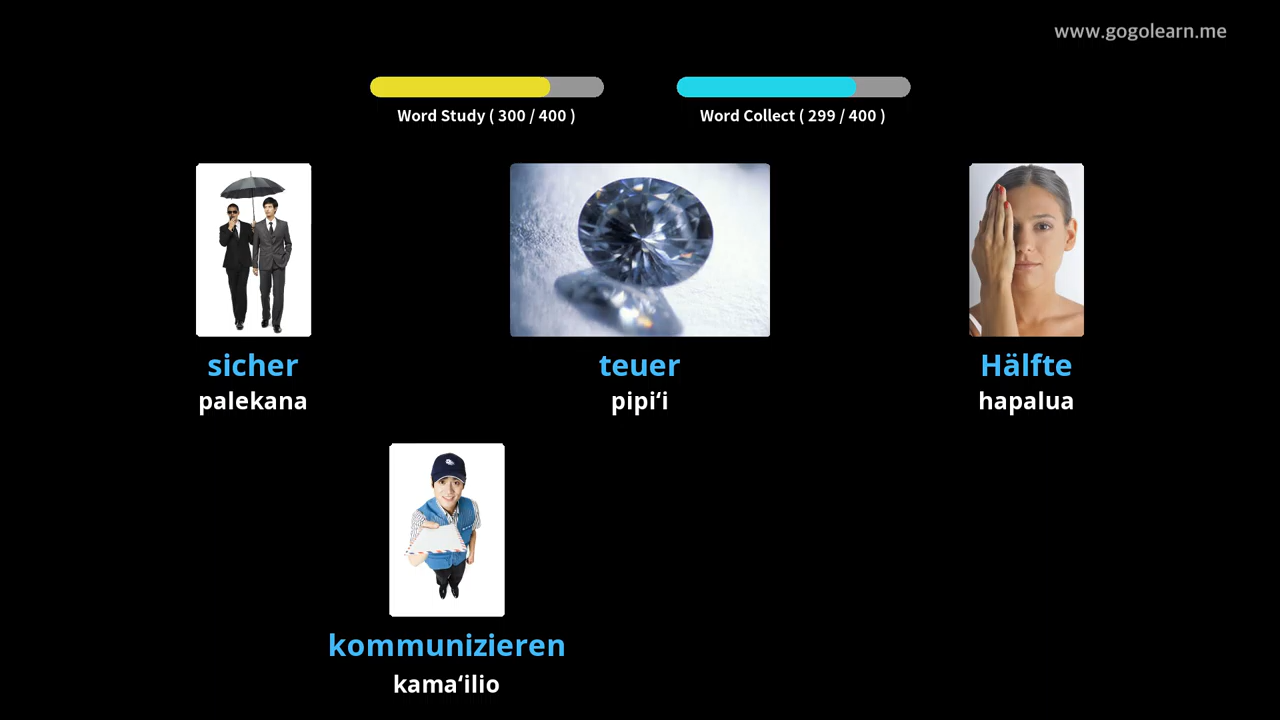 www.gogolearn.me
Word Study ( 300 / 400 )
Word Collect ( 299 / 400 )
sicher
palekana
teuer
pipiʻi
Hälfte
hapalua
kommunizieren
kamaʻilio